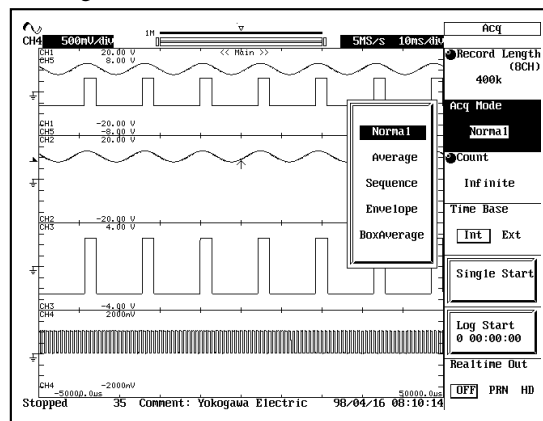 Acq
1M
CH4 500mV/div
<< Main >>
5MS/s 10ms/div
CH1 20.00 V
CH5 8.00 V
CH1 -20.00 V
CH5 -8.00 V
CH2 20.00 V
CH2 -20.00 V
CH3 4.00 V
CH3 -4.00 V
CH4 2000mV
CH4 -2000mV
-50000.0us
50000.0us
Stopped 35 Comment: Yokogawa Electric 98/04/16 08:10:14
Normal
Average
Sequence
Envelope
BoxAverage
Record Length
(8CH)
400k
Acq Mode
Normal
Count
Infinite
Time Base
Int Ext
Single Start
Log Start
0 00:00:00
Realtime Out
OFF PRN HD